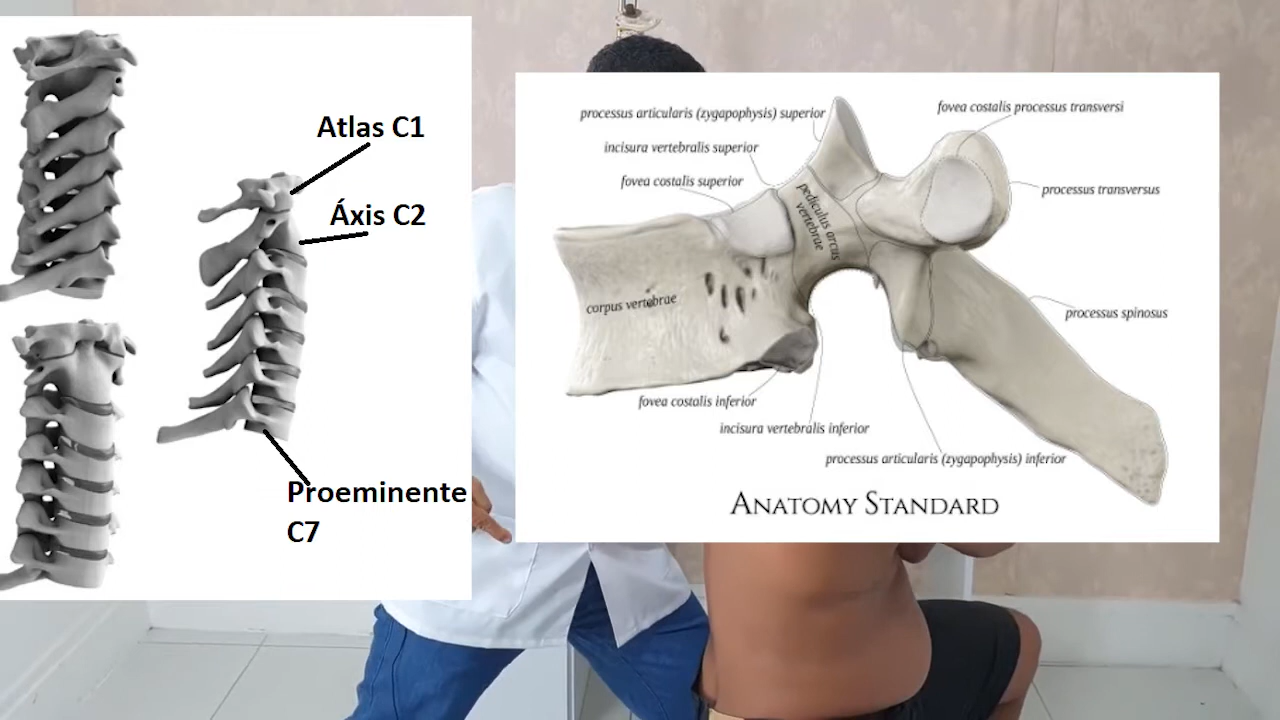 Atlas C1
Áxis C2
Proeminente
C7
processus articularis (zygapophysis) superior
fovea costalis processus transversi
incisura vertebralis superior
fovea costalis superior
processus transversus
pediculus arcus
vertebrae
corpus vertebrae
processus spinosus
fovea costalis inferior
incisura vertebralis inferior
processus articularis (zygapophysis) inferior
ANATOMY STANDARD